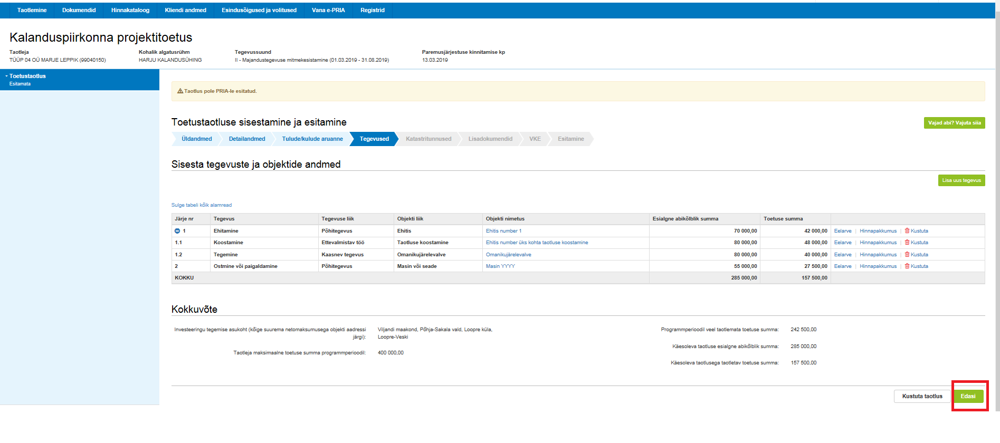 Taotlemine Dokumendid Hinnakataloog Kliendi andmed Esindusõigused ja volitused Vana e-PRIA Registrid
Kalanduspiirkonna projektitoetus
Taotleja Kohalik algatusrühm Tegevussuund Paremusjärjestuse kinnitamise kp
TÜÜP 04 OÜ MARJE LEPPIK (99040150) HARJU KALANDUSÜHING II - Majandustegevuse mitmekesistamine (01.03.2019 - 31.08.2019) 13.03.2019
Toetustaotlus
Esitamata
Taotlus pole PRIA-le esitatud.
Toetustaotluse sisestamine ja esitamine
Vajad abi? Vajuta siia
Üldandmed Detailandmed Tulude/kulude aruanne Tegevused Katastritunnused Lisadokumendid VKE Esitamine
Sisesta tegevuste ja objektide andmed
Lisa uus tegevus
Sulge tabeli kõik alamread
Järje nr Tegevus Tegevuse liik Objekti liik Objekti nimetus Esialgne abikõlblik summa Toetuse summa
1 Ehitamine Põhitegevus Ehitis Ehitis number 1 70 000,00 42 000,00 Eelarve | Hinnapakkumus | Kustuta
1.1 Koostamine Ettevalmistav töö Taotluse koostamine Ehitis number üks kohta taotluse koostamine 80 000,00 48 000,00 Eelarve | Hinnapakkumus | Kustuta
1.2 Tegemine Kaasnev tegevus Omanikujärelevalve Omanikujärelevalve 80 000,00 40 000,00 Eelarve | Hinnapakkumus | Kustuta
2 Ostmine või paigaldamine Põhitegevus Masin või seade Masin YYYY 55 000,00 27 500,00 Eelarve | Hinnapakkumus | Kustuta
KOKKU 285 000,00 157 500,00
Kokkuvõte
Investeeringu tegemise asukoht (kõige suurema netomaksumusega objekti aadressi järgi): Viljandi maakond, Põhja-Sakala vald, Loopre küla, Loopre-Veski
Taotleja maksimaalne toetuse summa programmperioodil: 400 000,00
Programmperioodil veel taotlemata toetuse summa: 242 500,00
Käesoleva taotluse esialgne abikõlblik summa: 285 000,00
Käesoleva taotlusega taotletav toetuse summa: 157 500,00
Kustuta taotlus Edasi